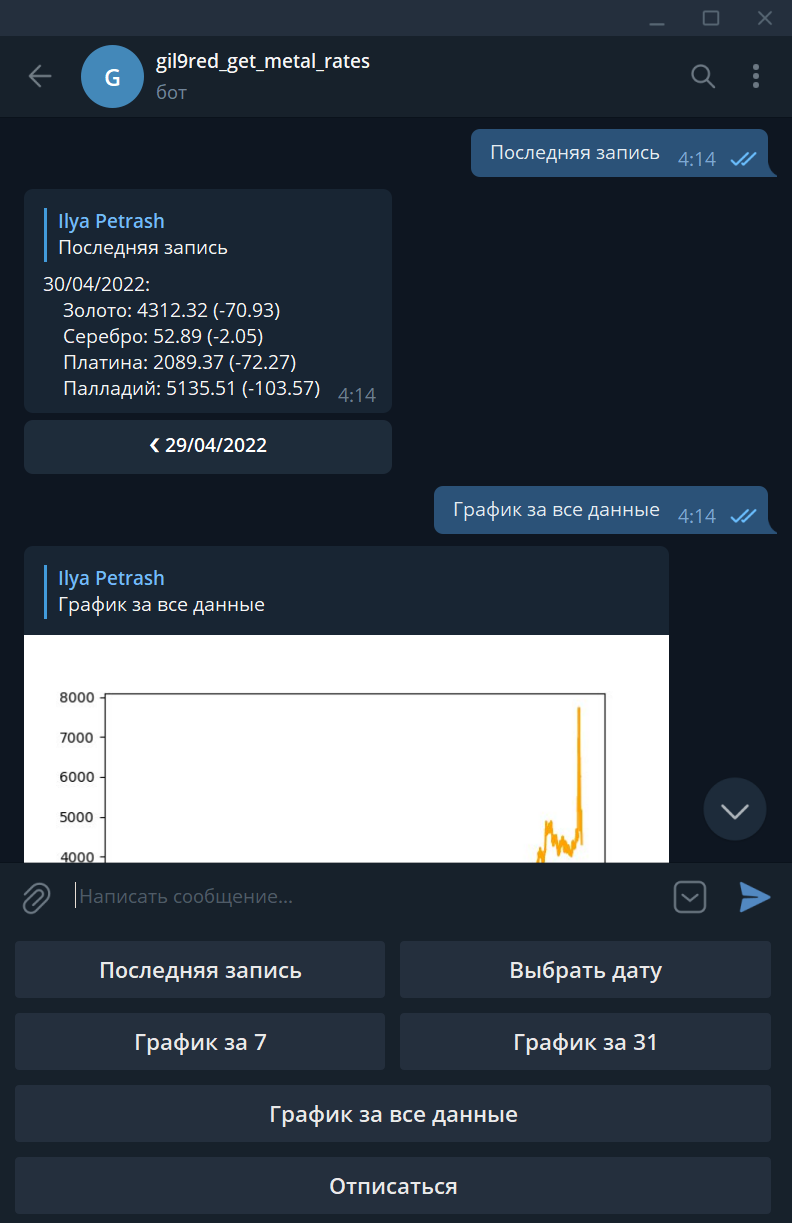 G
gil9red_get_metal_rates
бот
Последняя запись 4:14
Ilya Petrash
Последняя запись
30/04/2022:
Золото: 4312.32 (-70.93)
Серебро: 52.89 (-2.05)
Платина: 2089.37 (-72.27)
Палладий: 5135.51 (-103.57) 4:14
‹ 29/04/2022
График за все данные 4:14
Ilya Petrash
График за все данные
8000
7000
6000
5000
4000
Написать сообщение...
Последняя запись
Выбрать дату
График за 7
График за 31
График за все данные
Отписаться